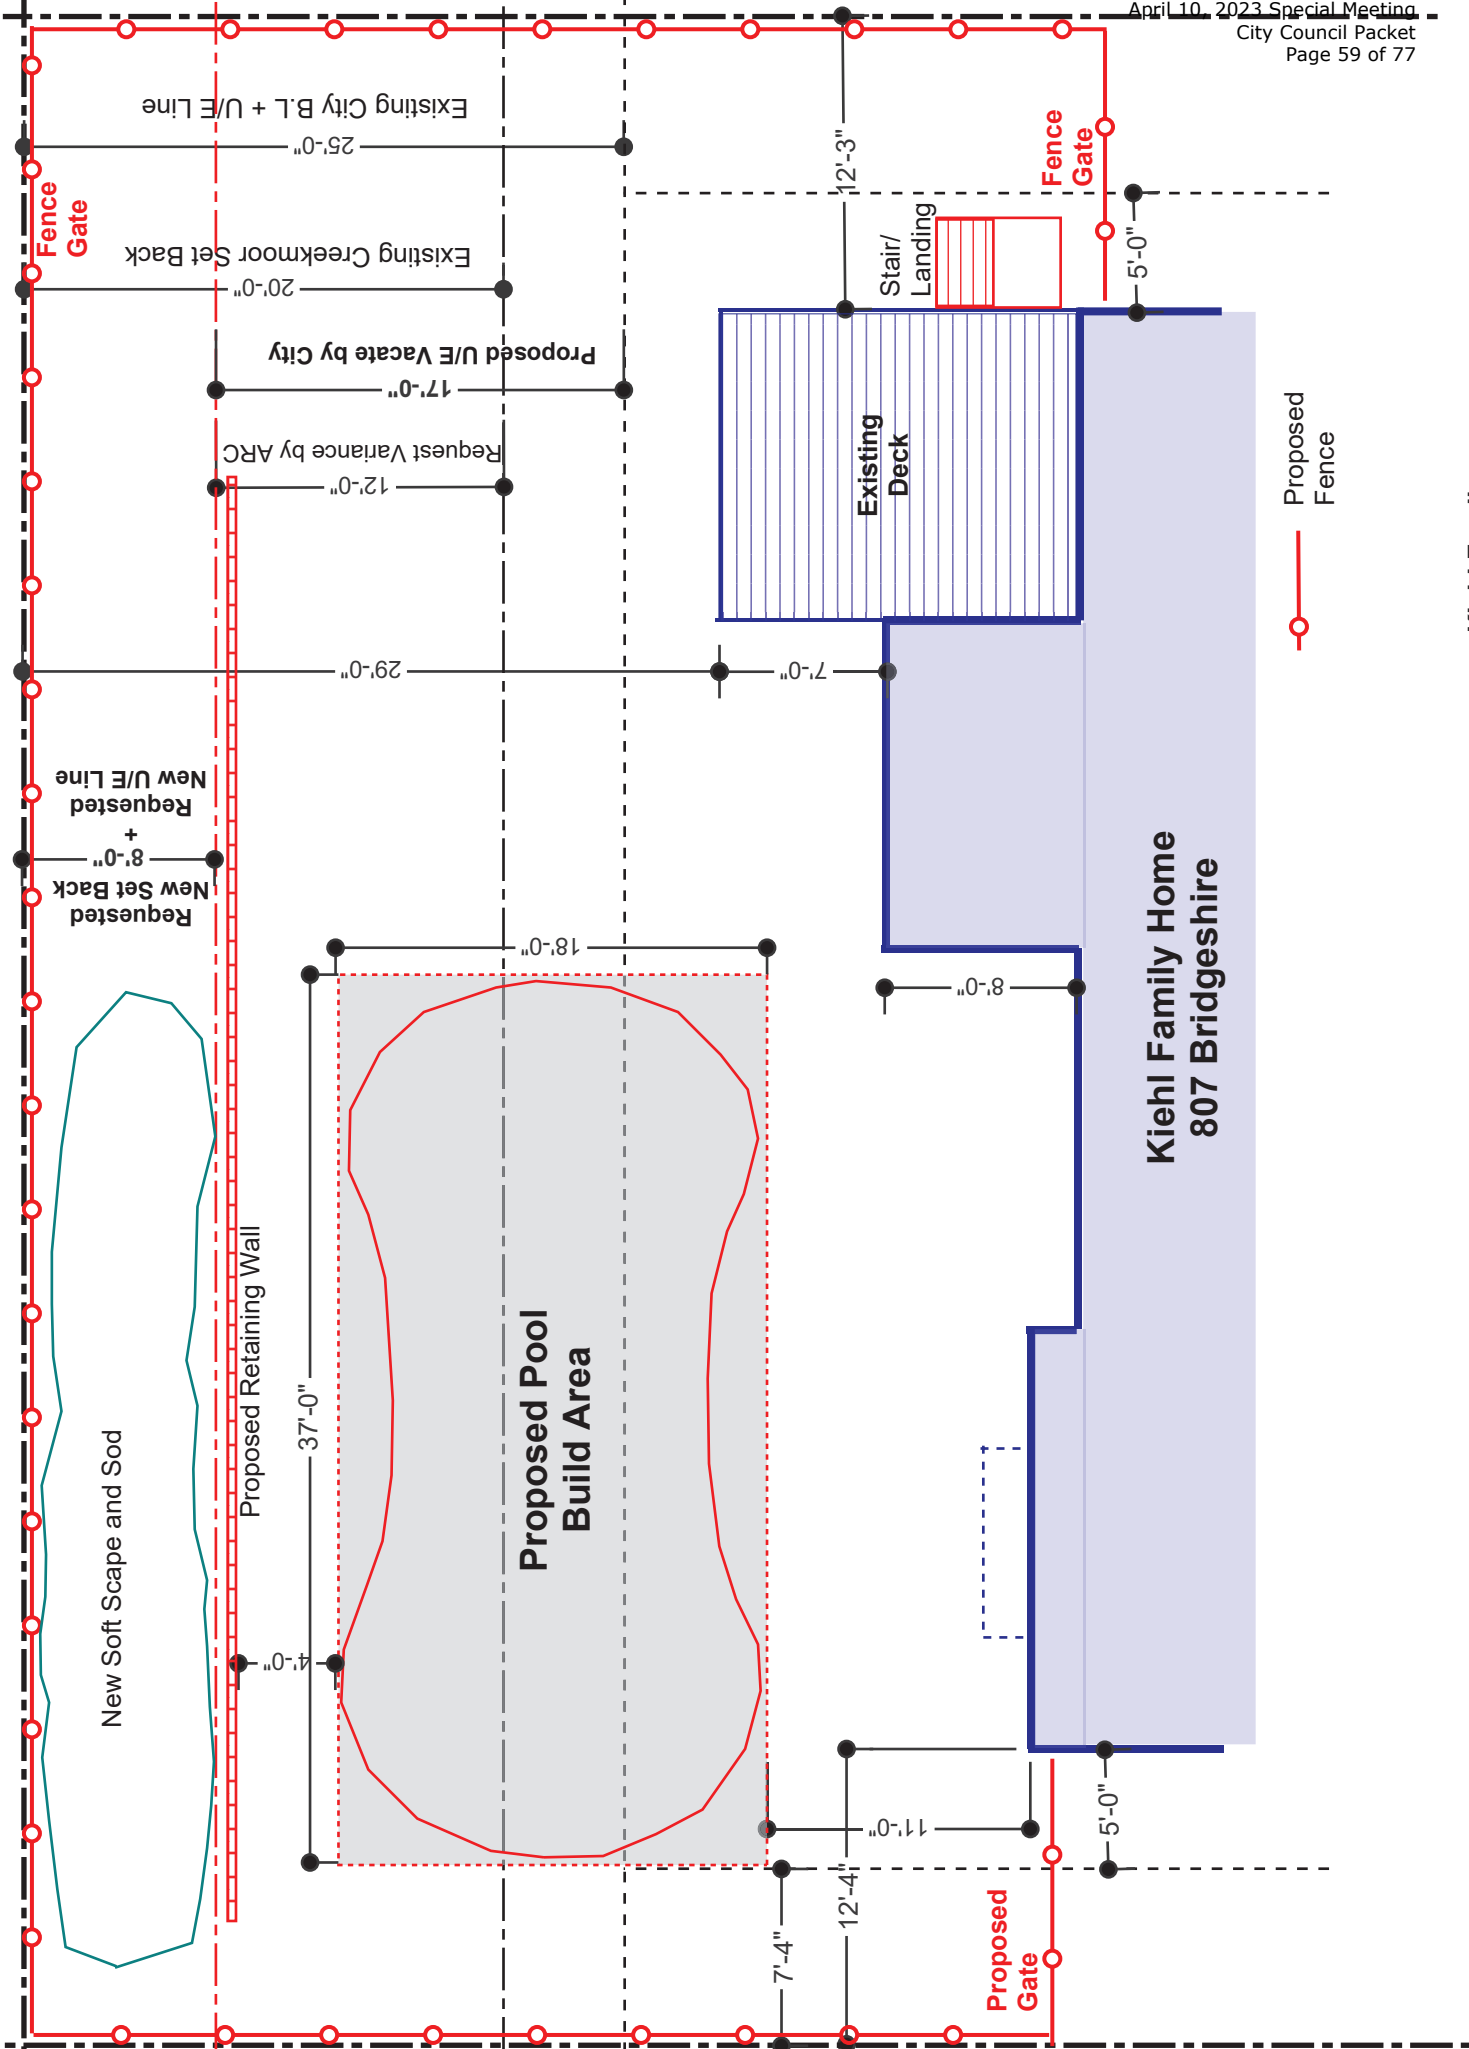 April 10, 2023 Special Meeting
City Council Packet
Page 59 of 77
Existing City B.L + U/E Line
25'-0"
12'-3"
Fence
Gate
Fence
Gate
Existing Creekmoor Set Back
20'-0"
Stair/
Landing
5'-0"
Proposed U/E Vacate by City
17'-0"
Request Variance by ARC
12'-0"
Existing
Deck
Proposed
Fence
29'-0"
7'-0"
Requested
New U/E Line
+
8'-0"
Requested
New Set Back
18'-0"
8'-0"
Kiehl Family Home
807 Bridgeshire
Proposed Retaining Wall
37'-0"
Proposed Pool
Build Area
New Soft Scape and Sod
4'-0"
11'-0"
5'-0"
12'-4"
7'-4"
Proposed
Gate